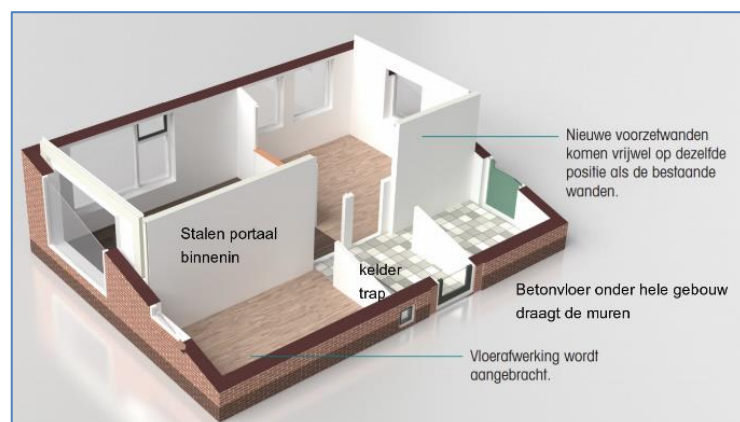 Nieuwe voorzetwanden
komen vrijwel op dezelfde
positie als de bestaande
wanden.
Stalen portaal
binnenin
kelder
trap
Betonvloer onder hele gebouw
draagt de muren
Vloerafwerking wordt
aangebracht.